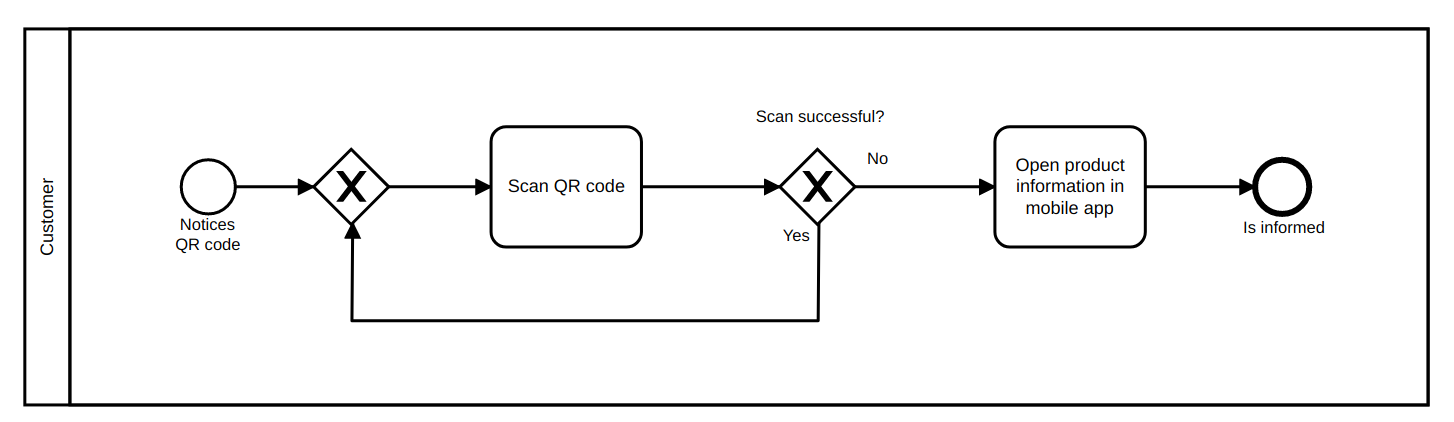 Customer
Notices
QR code
X
Scan QR code
Scan successful?
X
No
Yes
Open product
information in
mobile app
Is informed